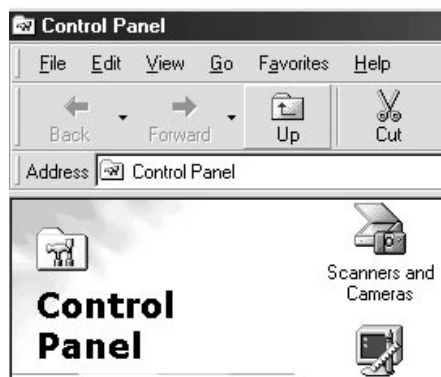 Control Panel
File Edit View Go Favorites Help
Back Forward Up Cut
Address Control Panel
Control
Panel
Scanners and
Cameras